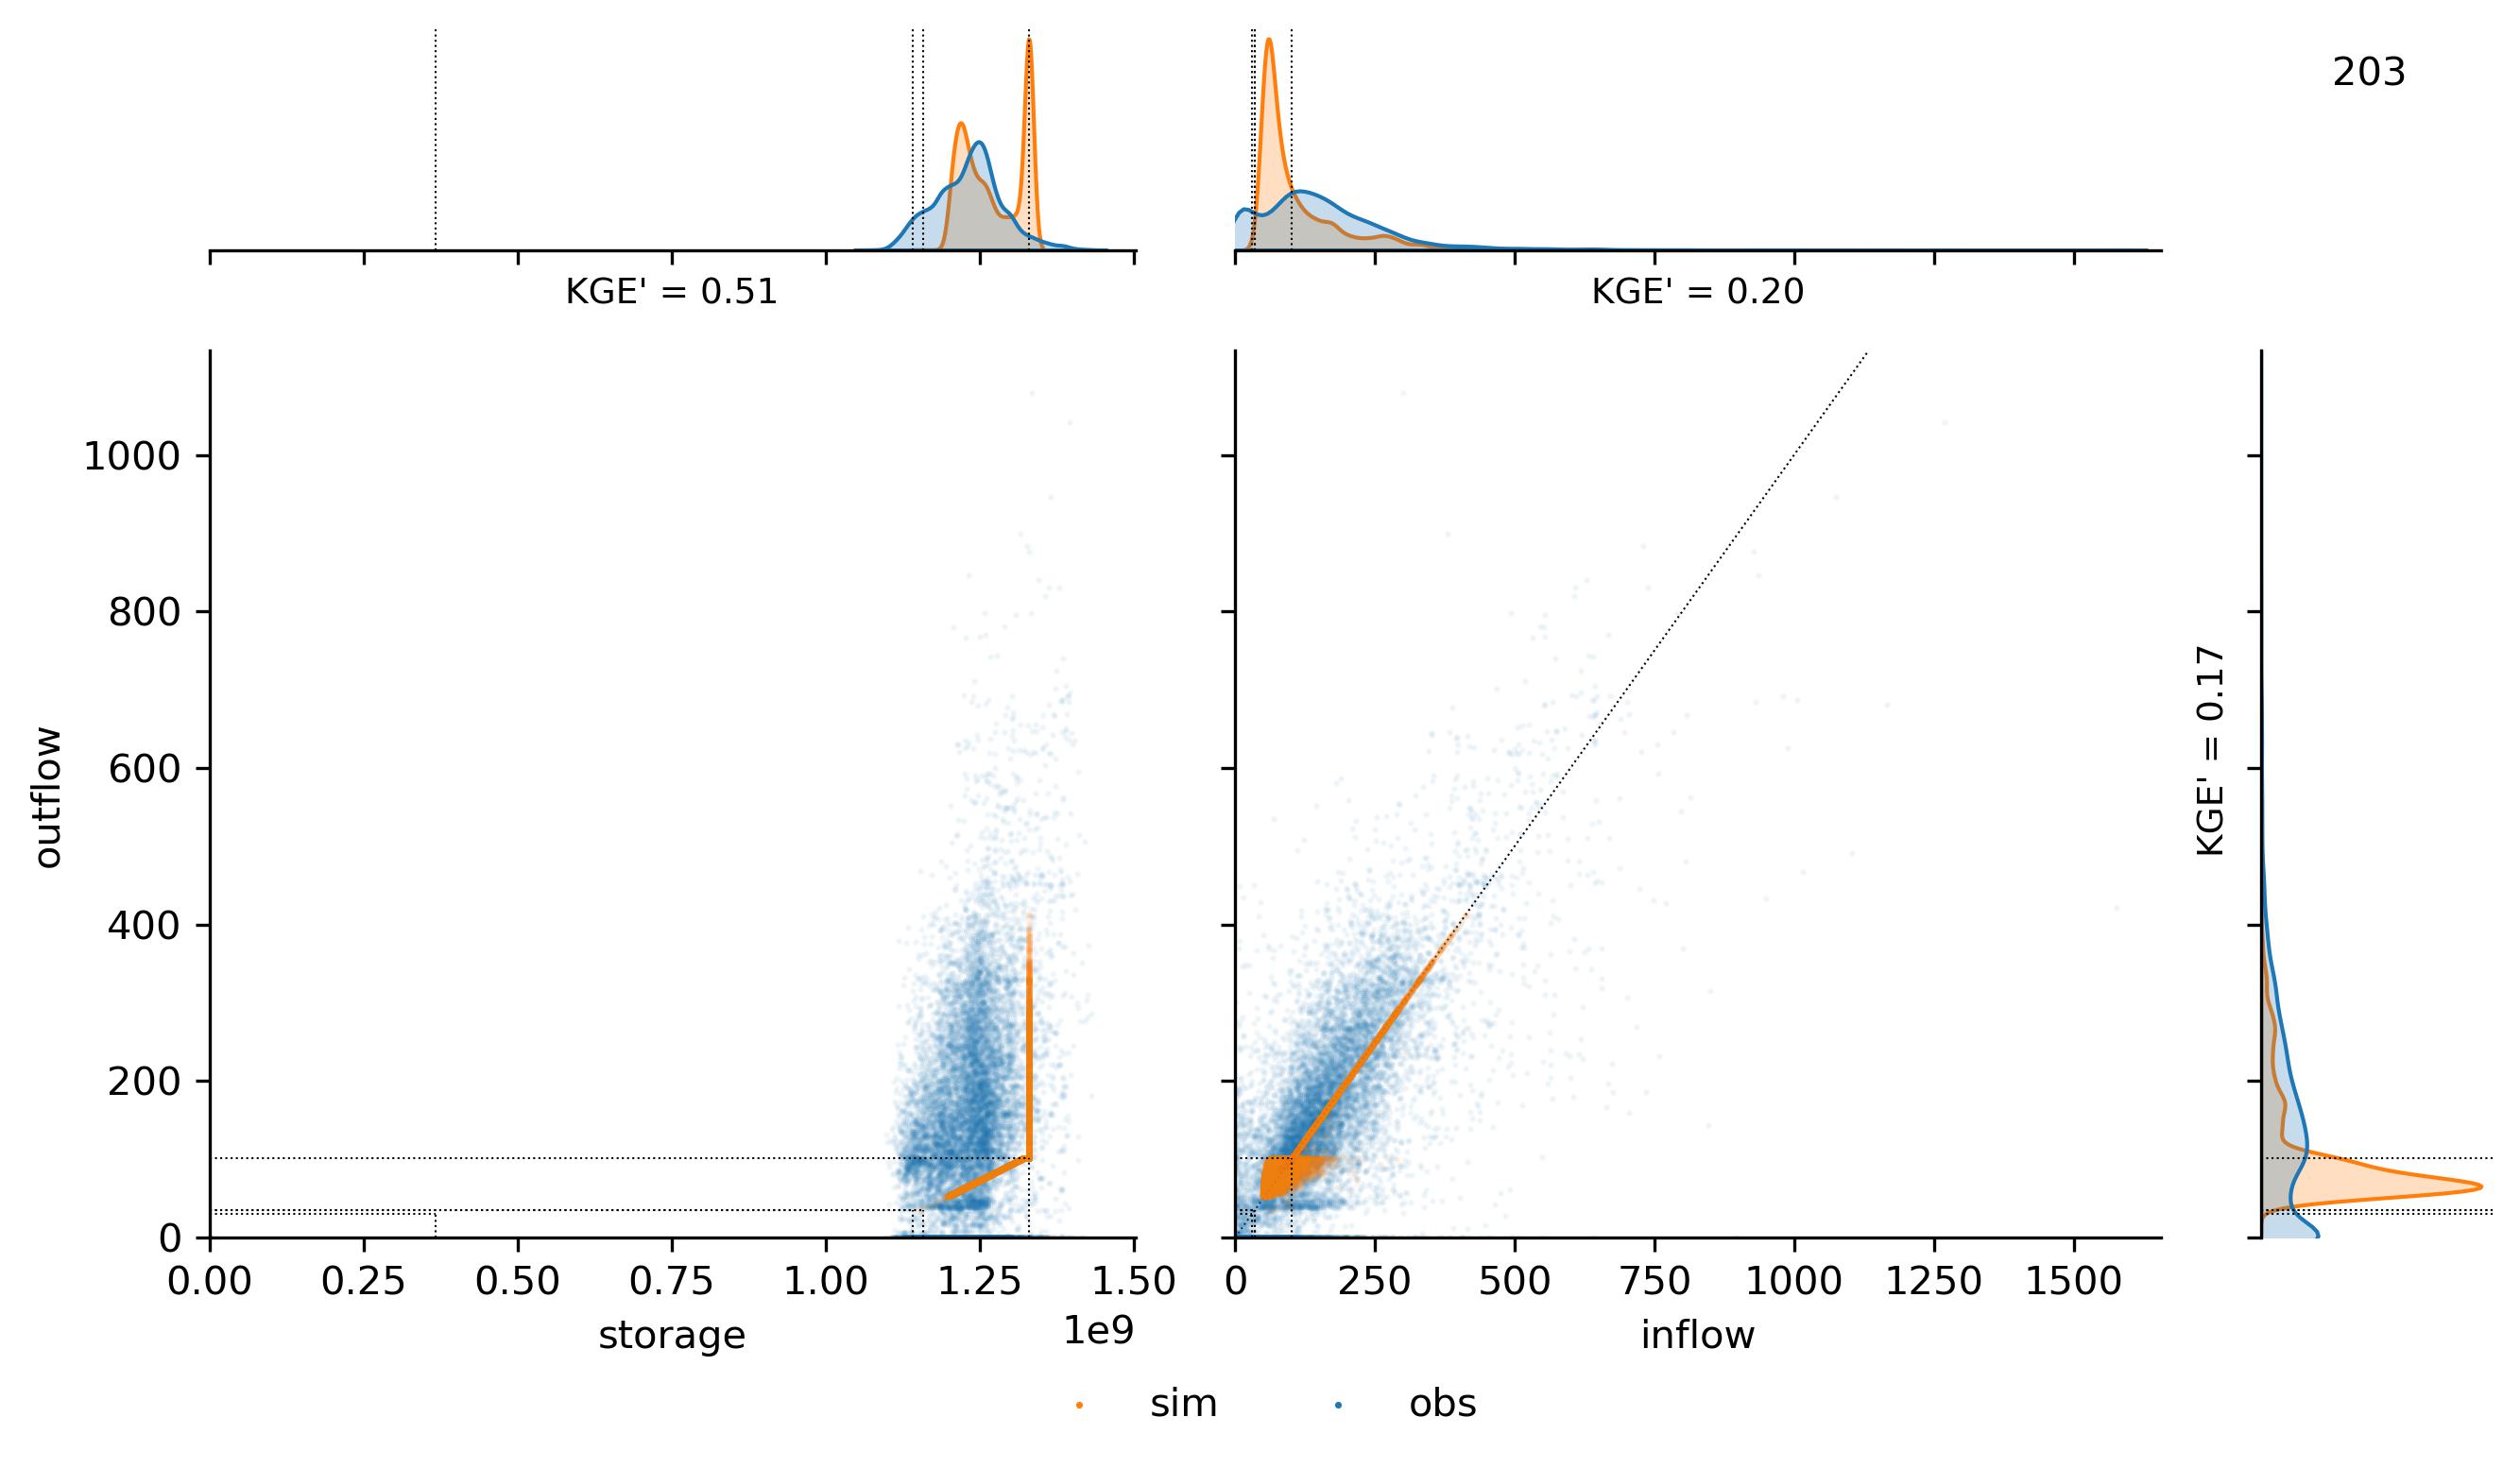 203
KGE' = 0.51
KGE' = 0.20
1000
800
600
400
200
0
outflow
KGE' = 0.17
0.00 0.25 0.50 0.75 1.00 1.25 1.50
0 250 500 750 1000 1250 1500
storage
1e9
inflow
sim obs